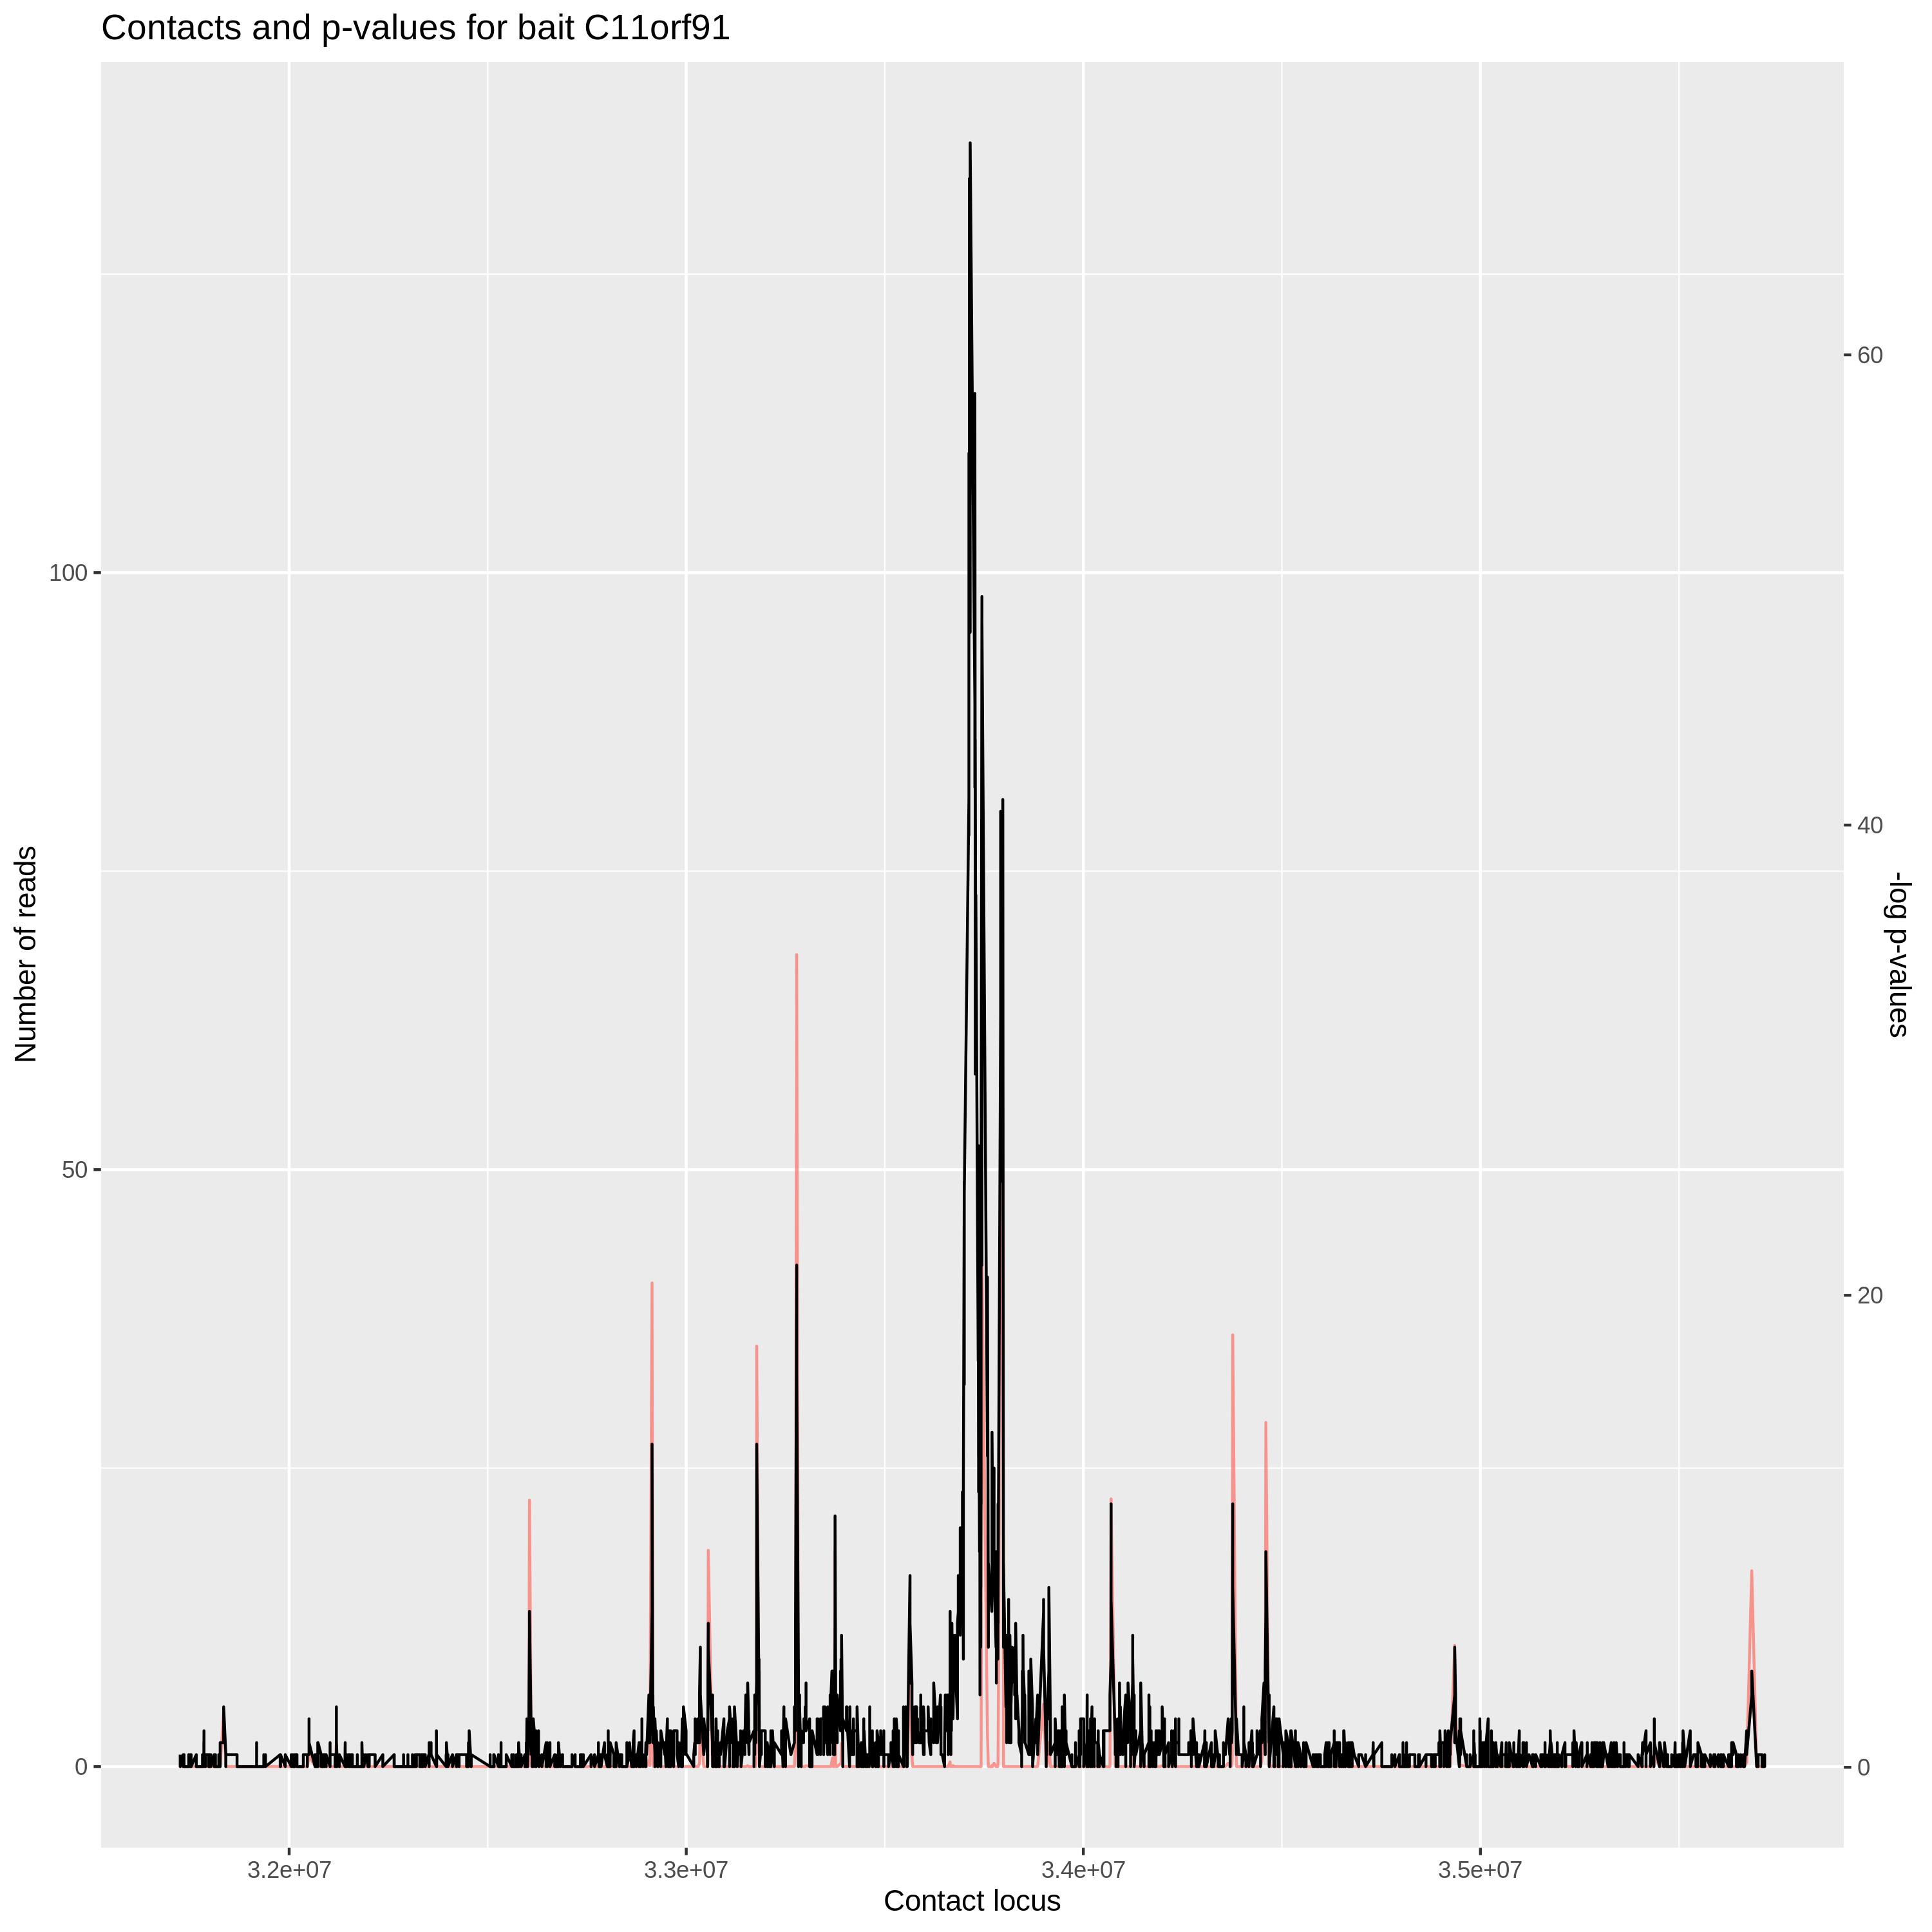 Contacts and p-values for bait C11orf91
Number of reads
100
50
0
60
40
20
0
-log p-values
3.2e+07 3.3e+07 3.4e+07 3.5e+07
Contact locus